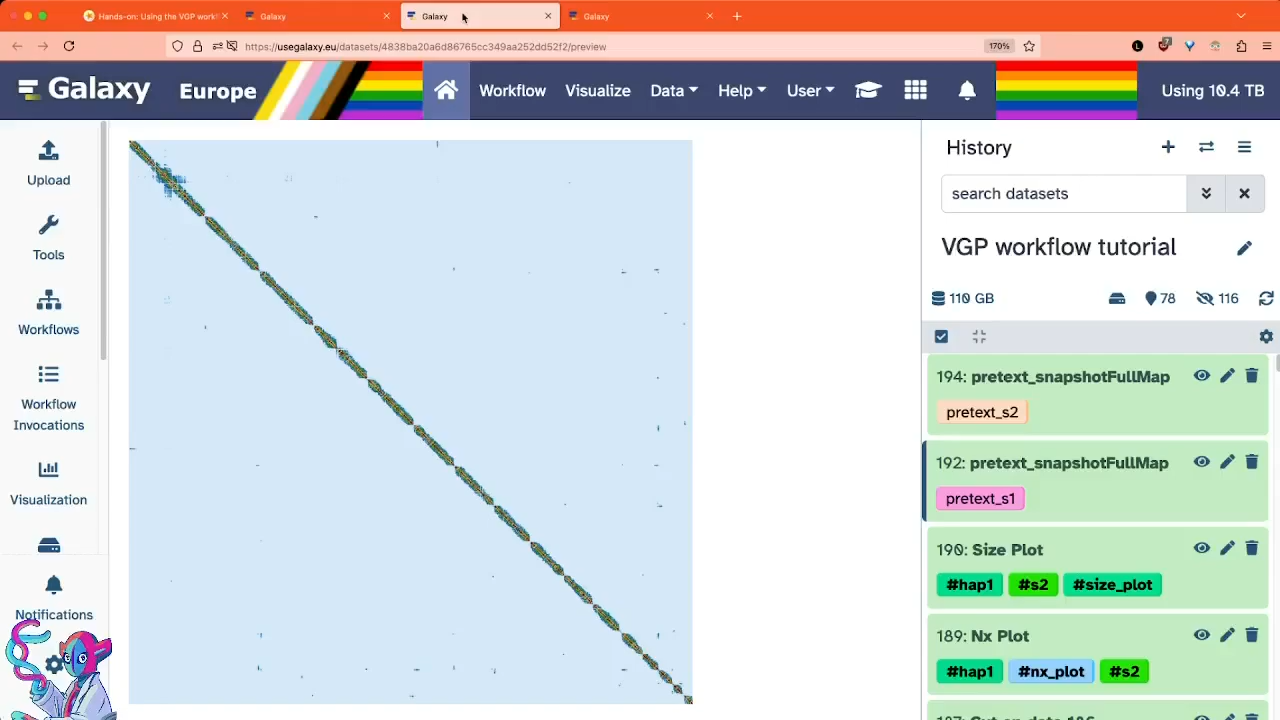 Hands-on: Using the VGP workf
Galaxy
Galaxy
Galaxy
https://usegalaxy.eu/datasets/4838ba20a6d86765cc349aa252dd52f2/preview
170%
7
Galaxy Europe
Workflow
Visualize
Data
Help
User
Using 10.4 TB
Upload
Tools
Workflows
Workflow
Invocations
Visualization
Notifications
History
search datasets
VGP workflow tutorial
110 GB
78
116
194: pretext_snapshotFullMap
pretext_s2
192: pretext_snapshotFullMap
pretext_s1
190: Size Plot
#hap1 #s2 #size_plot
189: Nx Plot
#hap1 #nx_plot #s2